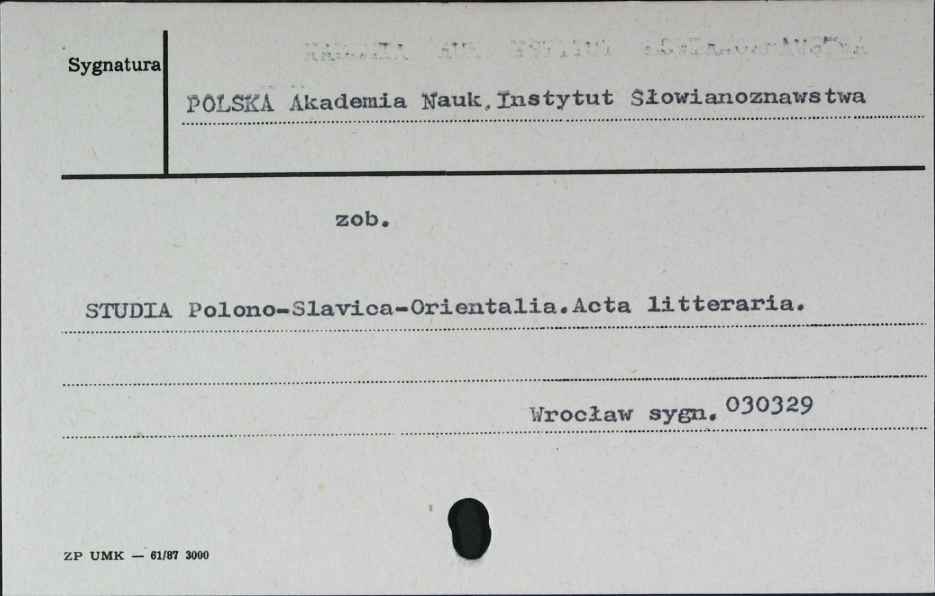 Sygnatura
POLSKA Akademia Nauk,Instytut Słowianoznawstwa
zob.
STUDIA Polono-Slavica-Orientalia.Acta litteraria.
Wrocław sygn. 030329
ZP UMK — 61/87 3000